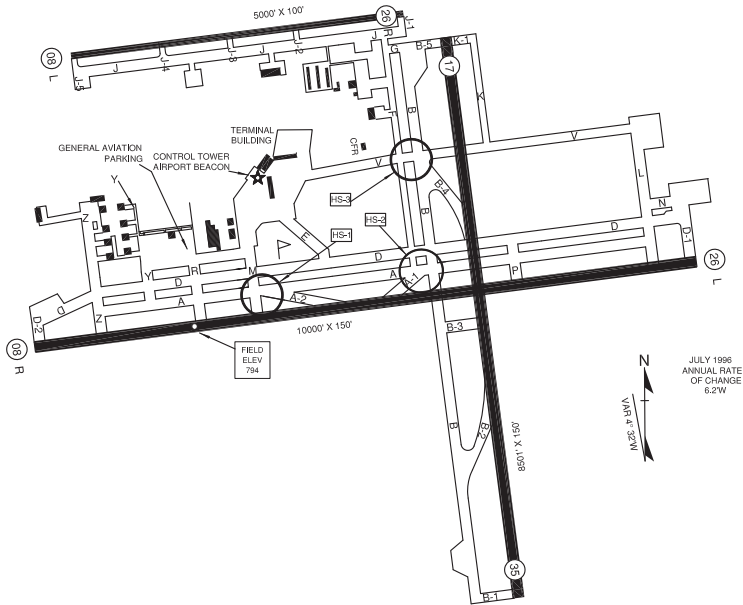 5000' X 100'
26
R
J-1
08
L
J
J-2
J
J-3
J-4
J
J-5
G
B-5
K-1
17
F
B
K
CFR
TERMINAL
BUILDING
GENERAL AVIATION
PARKING
CONTROL TOWER
AIRPORT BEACON
V
V
HS-3
B-4
L
Y
HS-2
B
N
Z
E
HS-1
D
D-1
D
A
A-1
P
26
L
Y
R
M
D
A
A-2
D
D-2
Z
08
R
10000' X 150'
B-3
FIELD
ELEV
794
N
VAR 4° 32'W
JULY 1996
ANNUAL RATE
OF CHANGE
6.2'W
B
B-2
8501' X 150'
35
B-1